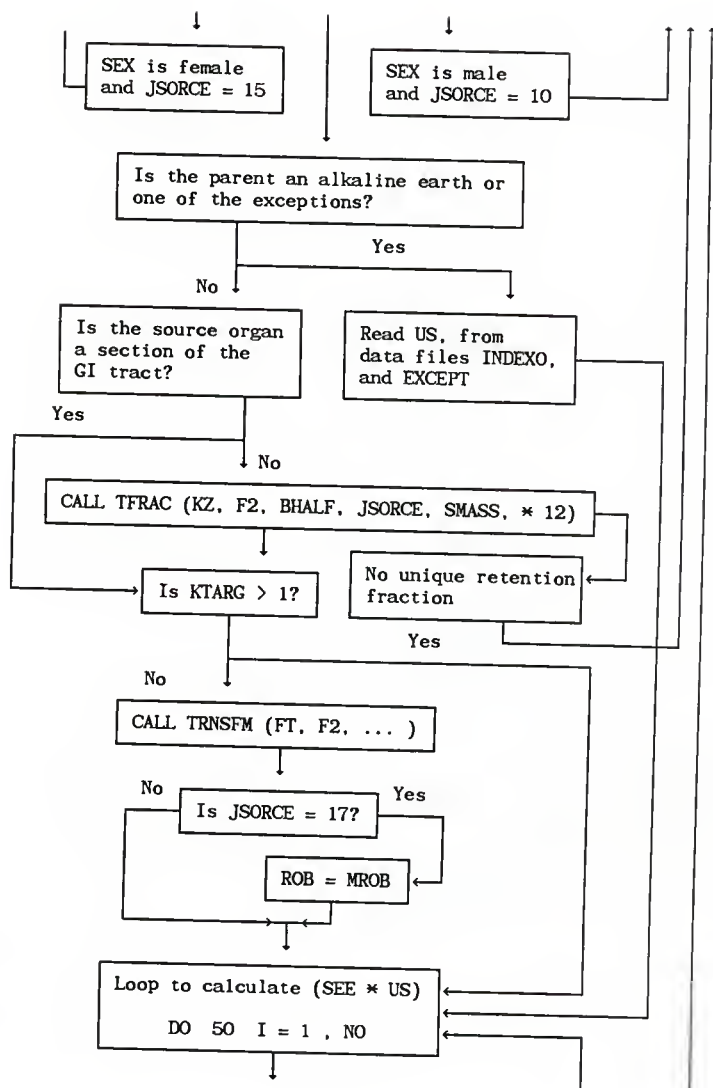 SEX is female
and JSORCE = 15
SEX is male
and JSORCE = 10
Is the parent an alkaline earth or
one of the exceptions?
Yes
No
Is the source organ
a section of the
GI tract?
Read US, from
data files INDEXO,
and EXCEPT
Yes
No
CALL TFRAC (KZ, F2, BHALF, JSORCE, SMASS, * 12)
Is KTARG > 1?
No unique retention
fraction
Yes
No
CALL TRNSFM (FT, F2, ... )
No
Is JSORCE = 17?
Yes
ROB = MROB
Loop to calculate (SEE * US)
DO 50 I = 1 , NO